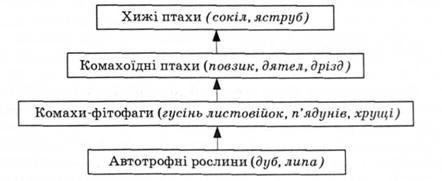 Хижі птахи (сокіл, яструб)
Комахоїдні птахи (повзик, дятел, дрізд)
Комахи-фітофаги (гусінь листовійок, п'ядунів, хрущі)
Автотрофні рослини (дуб, липа)